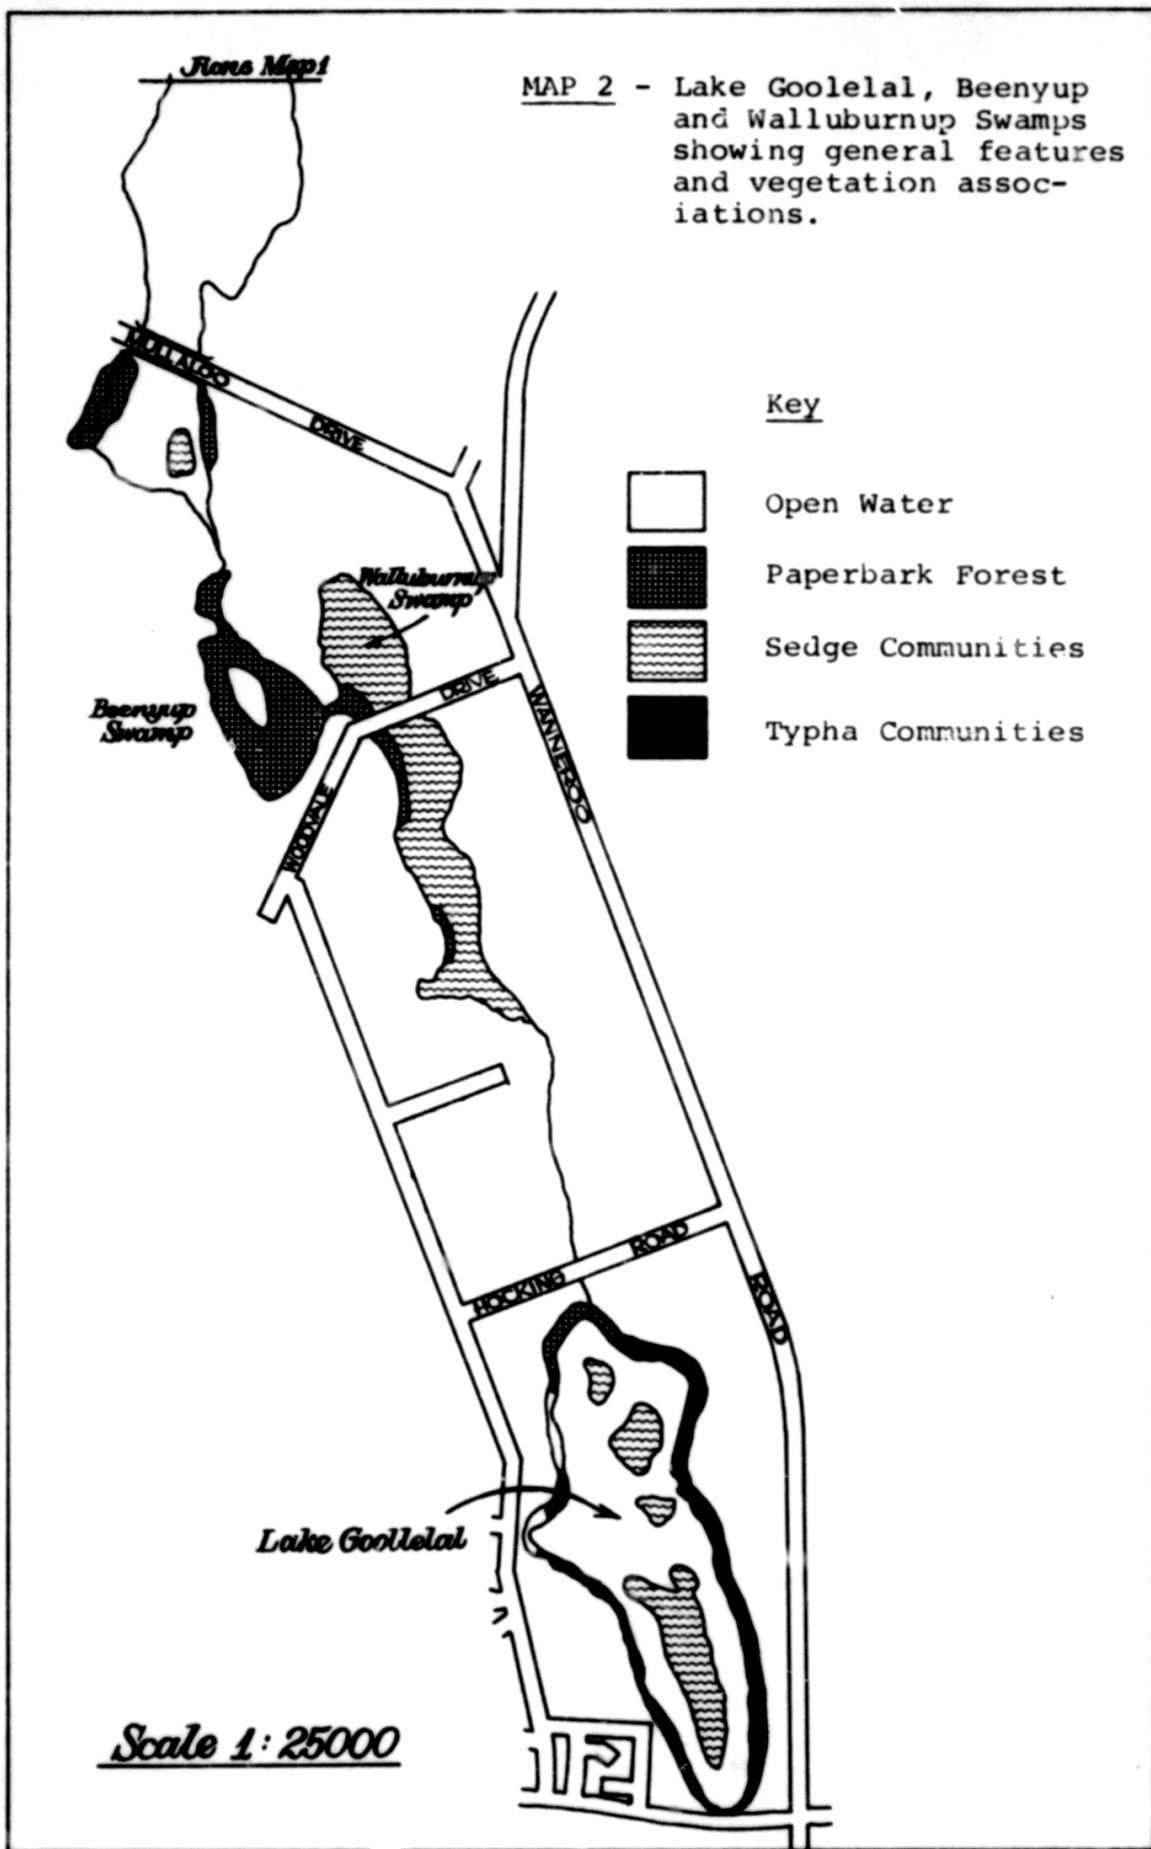 From Map 1
MAP 2 - Lake Goolelal, Beenyup
and Walluburnup Swamps
showing general features
and vegetation assoc-
iations.
MULLALOO
DRIVE
Key
Open Water
Paperbark Forest
Sedge Communities
Typha Communities
Walluburnup
Swamp
Beenyup
Swamp
DRIVE
WOODVALE
WANNEROO
ROAD
HOCKING
ROAD
Lake Goollelal
Scale 1:25000